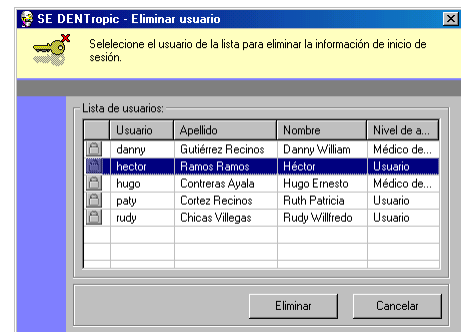 SE DENTropic - Eliminar usuario
Selelecione el usuario de la lista para eliminar la información de inicio de
sesión.
Lista de usuarios:
Usuario Apellido Nombre Nivel de a...
danny Gutiérrez Recinos Danny William Médico de...
hector Ramos Ramos Héctor Usuario
hugo Contreras Ayala Hugo Ernesto Médico de...
paty Cortez Recinos Ruth Patricia Usuario
rudy Chicas Villegas Rudy Willfredo Usuario
Eliminar Cancelar